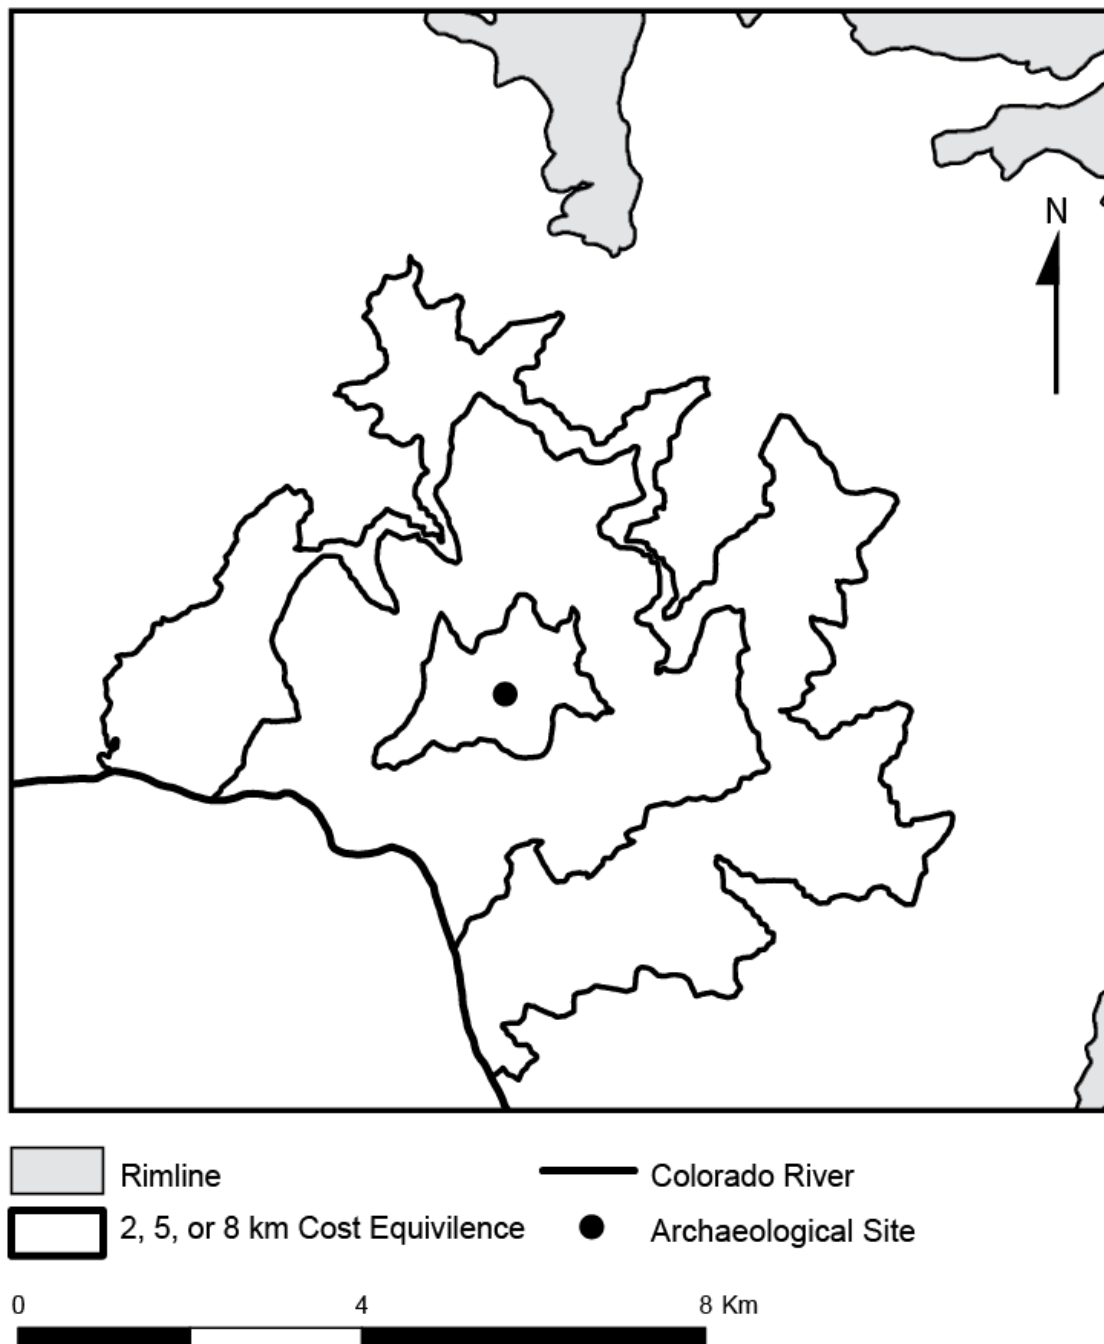 N
Rimline
Colorado River
2, 5, or 8 km Cost Equivilence
Archaeological Site
0 4 8 Km